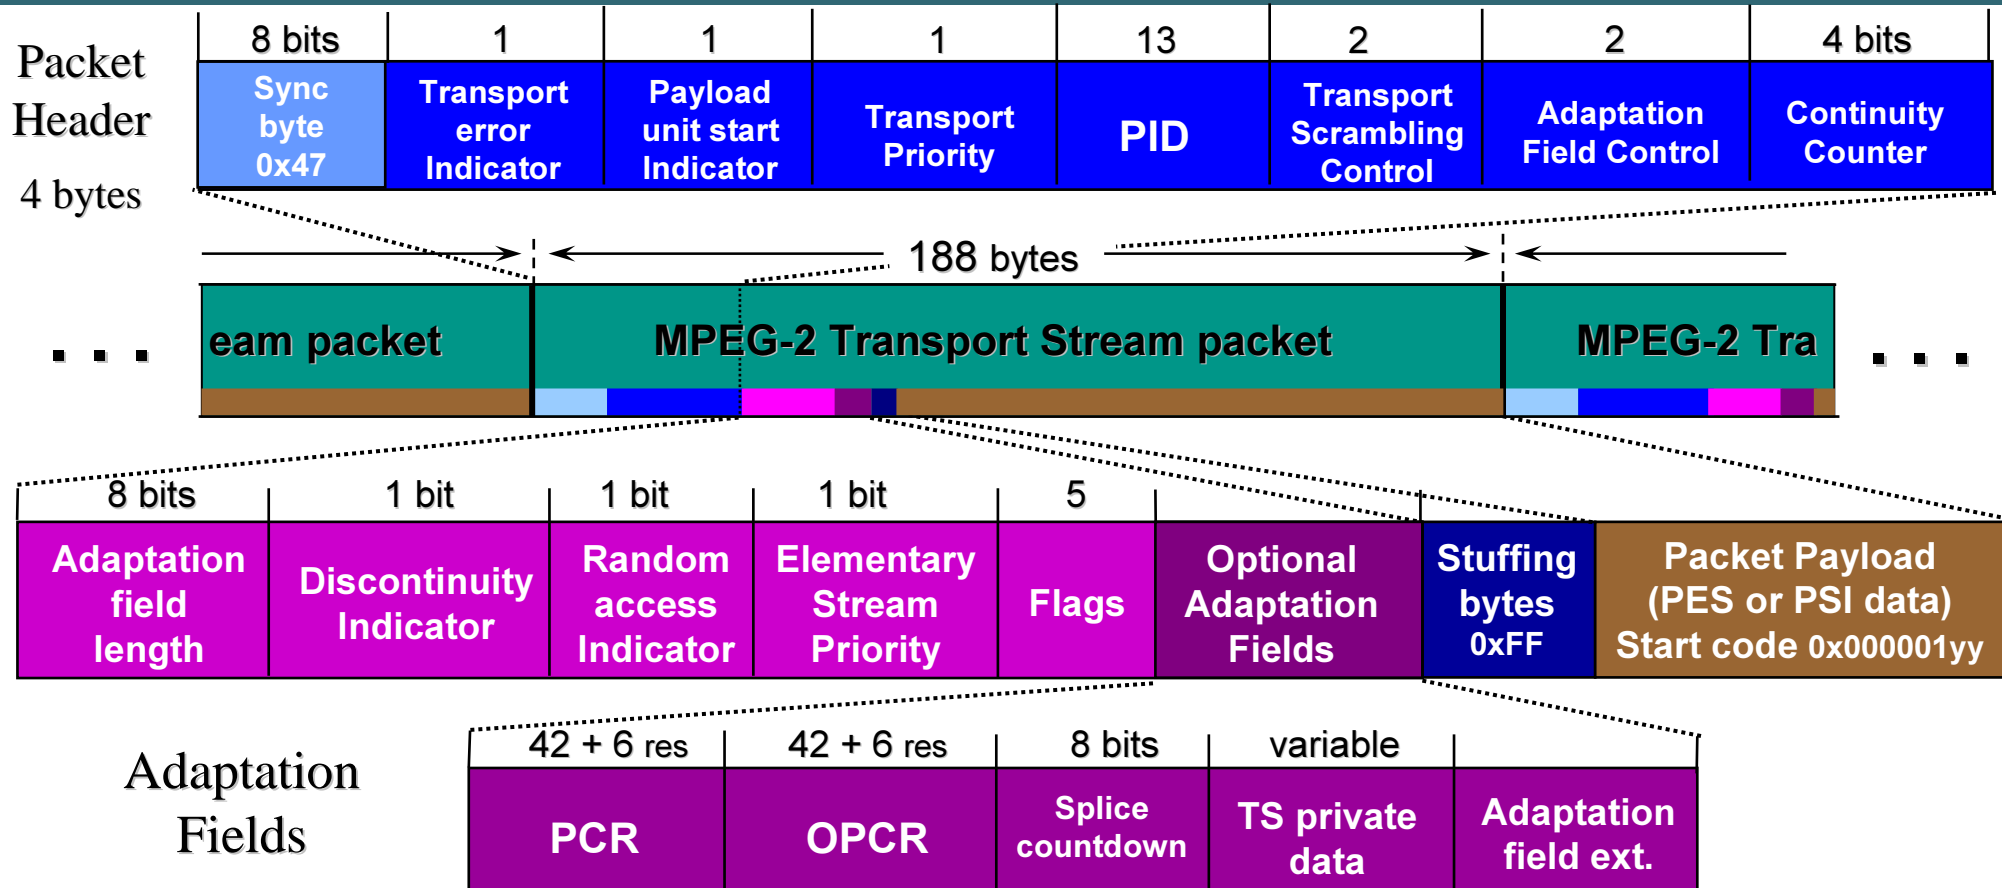 Packet
Header
4 bytes
8 bits
1
1
1
13
2
2
4 bits
Sync
byte
0x47
Transport
error
Indicator
Payload
unit start
Indicator
Transport
Priority
PID
Transport
Scrambling
Control
Adaptation
Field Control
Continuity
Counter
188 bytes
. . .
eam packet
MPEG-2 Transport Stream packet
MPEG-2 Tra
. . .
8 bits
1 bit
1 bit
1 bit
5
Adaptation
field
length
Discontinuity
Indicator
Random
access
Indicator
Elementary
Stream
Priority
Flags
Optional
Adaptation
Fields
Stuffing
bytes
0xFF
Packet Payload
(PES or PSI data)
Start code 0x000001yy
Adaptation
Fields
42 + 6 res
42 + 6 res
8 bits
variable
PCR
OPCR
Splice
countdown
TS private
data
Adaptation
field ext.